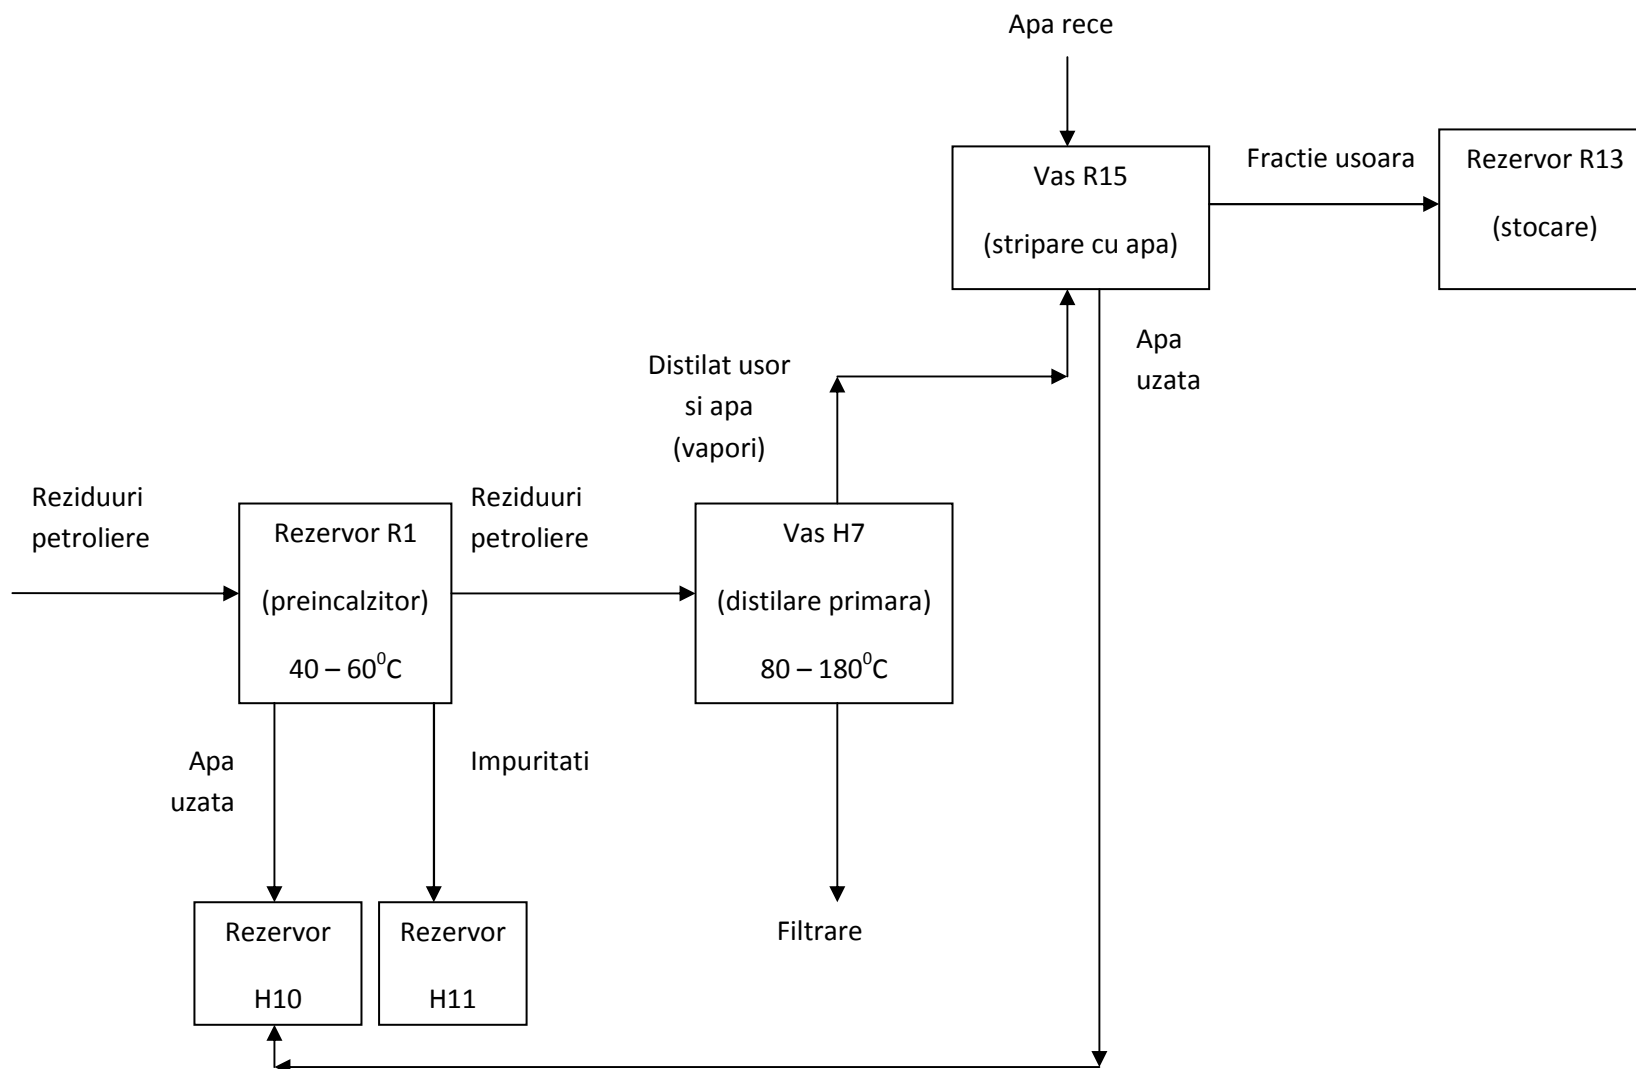 Apa rece
Vas R15
(stripare cu apa)
Fractie usoara
Rezervor R13
(stocare)
Apa
uzata
Distilat usor
si apa
(vapori)
Reziduuri
petroliere
Rezervor R1
(preincalzitor)
40 – 60⁰C
Reziduuri
petroliere
Vas H7
(distilare primara)
80 – 180⁰C
Apa
uzata
Impuritati
Rezervor
H10
Rezervor
H11
Filtrare